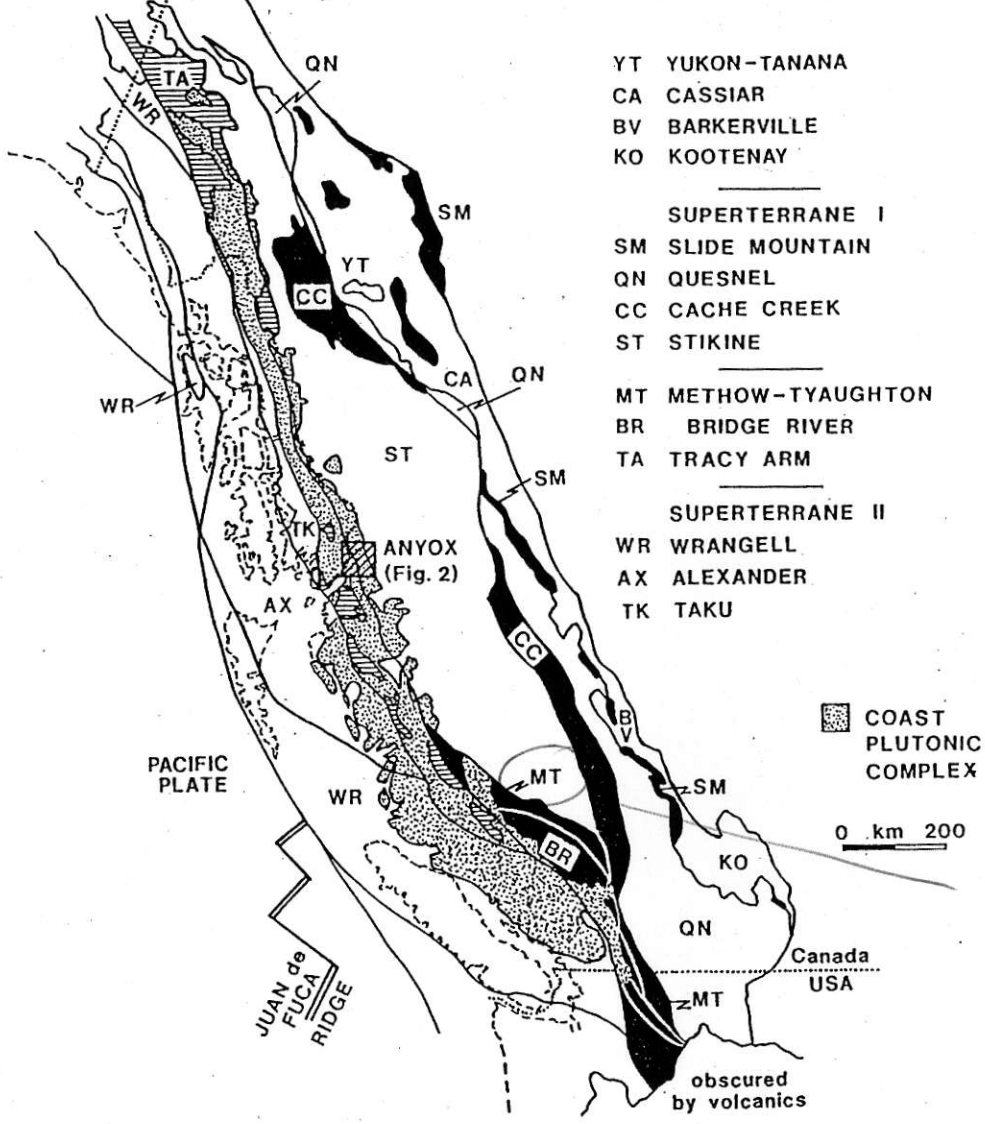 YT YUKON-TANANA
CA CASSIAR
BV BARKERVILLE
KO KOOTENAY
SUPERTERRANE I
SM SLIDE MOUNTAIN
QN QUESNEL
CC CACHE CREEK
ST STIKINE
MT METHOW-TYAUGHTON
BR BRIDGE RIVER
TA TRACY ARM
SUPERTERRANE II
WR WRANGELL
AX ALEXANDER
TK TAKU
COAST
PLUTONIC
COMPLEX
0 km 200
QN
TA
WR
SM
YT
CC
CA
QN
WR
ST
SM
TK
ANYOX
(Fig. 2)
AX
CC
BV
PACIFIC
PLATE
WR
MT
SM
BR
KO
QN
Canada
USA
MT
JUAN de
FUCA
RIDGE
obscured
by volcanics